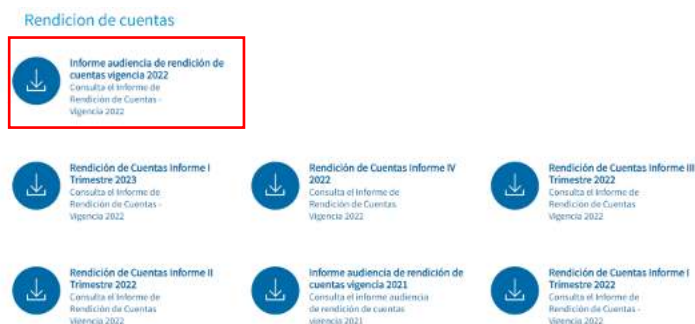 Rendicion de cuentas
Informe audiencia de rendición de
cuentas vigencia 2022
Consulta el Informe de
Rendición de Cuentas -
Vigencia 2022
Rendición de Cuentas Informe I
Trimestre 2023
Consulta el Informe de
Rendición de Cuentas -
Vigencia 2022
Rendición de Cuentas Informe IV
2022
Consulta el Informe de
Rendición de Cuentas
Vigencia 2022
Rendición de Cuentas Informe III
Trimestre 2022
Consulta el Informe de
Rendición de Cuentas
Vigencia 2022
Rendición de Cuentas Informe II
Trimestre 2022
Consulta el Informe de
Rendición de Cuentas
Vigencia 2022
Informe audiencia de rendición de
cuentas vigencia 2021
Consulta el informe audiencia
de rendición de cuentas
vigencia 2021
Rendición de Cuentas Informe I
Trimestre 2022
Consulta el Informe de
Rendición de Cuentas -
Vigencia 2022